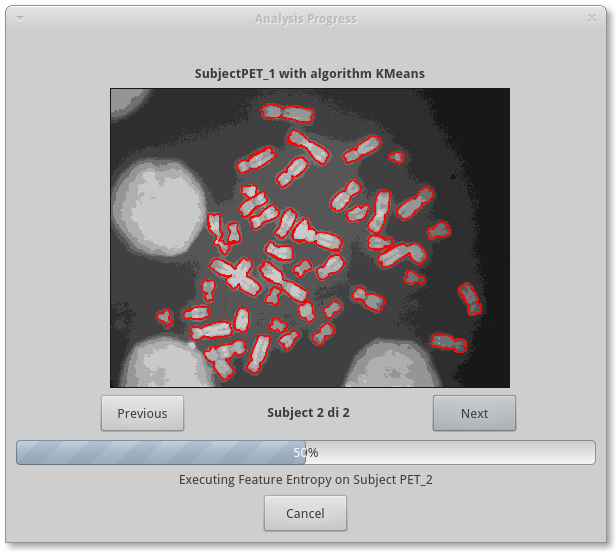 Analysis Progress
SubjectPET_1 with algorithm KMeans
Previous
Subject 2 di 2
Next
50%
Executing Feature Entropy on Subject PET_2
Cancel